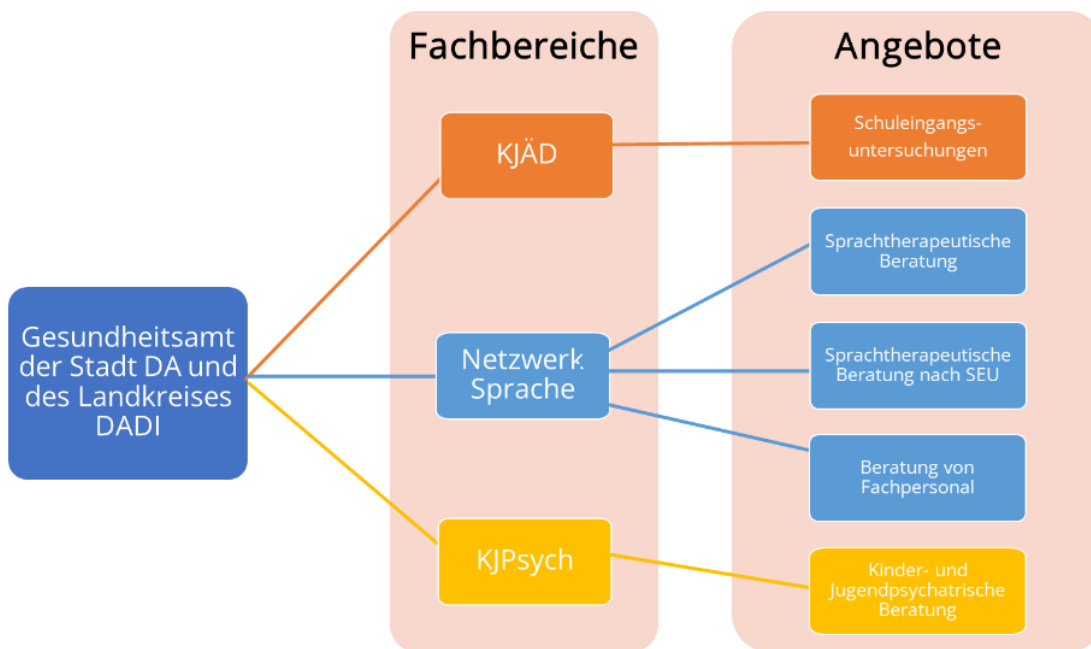 Fachbereiche
Angebote
KJÄD
Schuleingangs-
untersuchungen
Sprachtherapeutische
Beratung
Gesundheitsamt
der Stadt DA und
des Landkreises
DADI
Netzwerk
Sprache
Sprachtherapeutische
Beratung nach SEU
Beratung von
Fachpersonal
KJPsych
Kinder- und
Jugendpsychatrische
Beratung